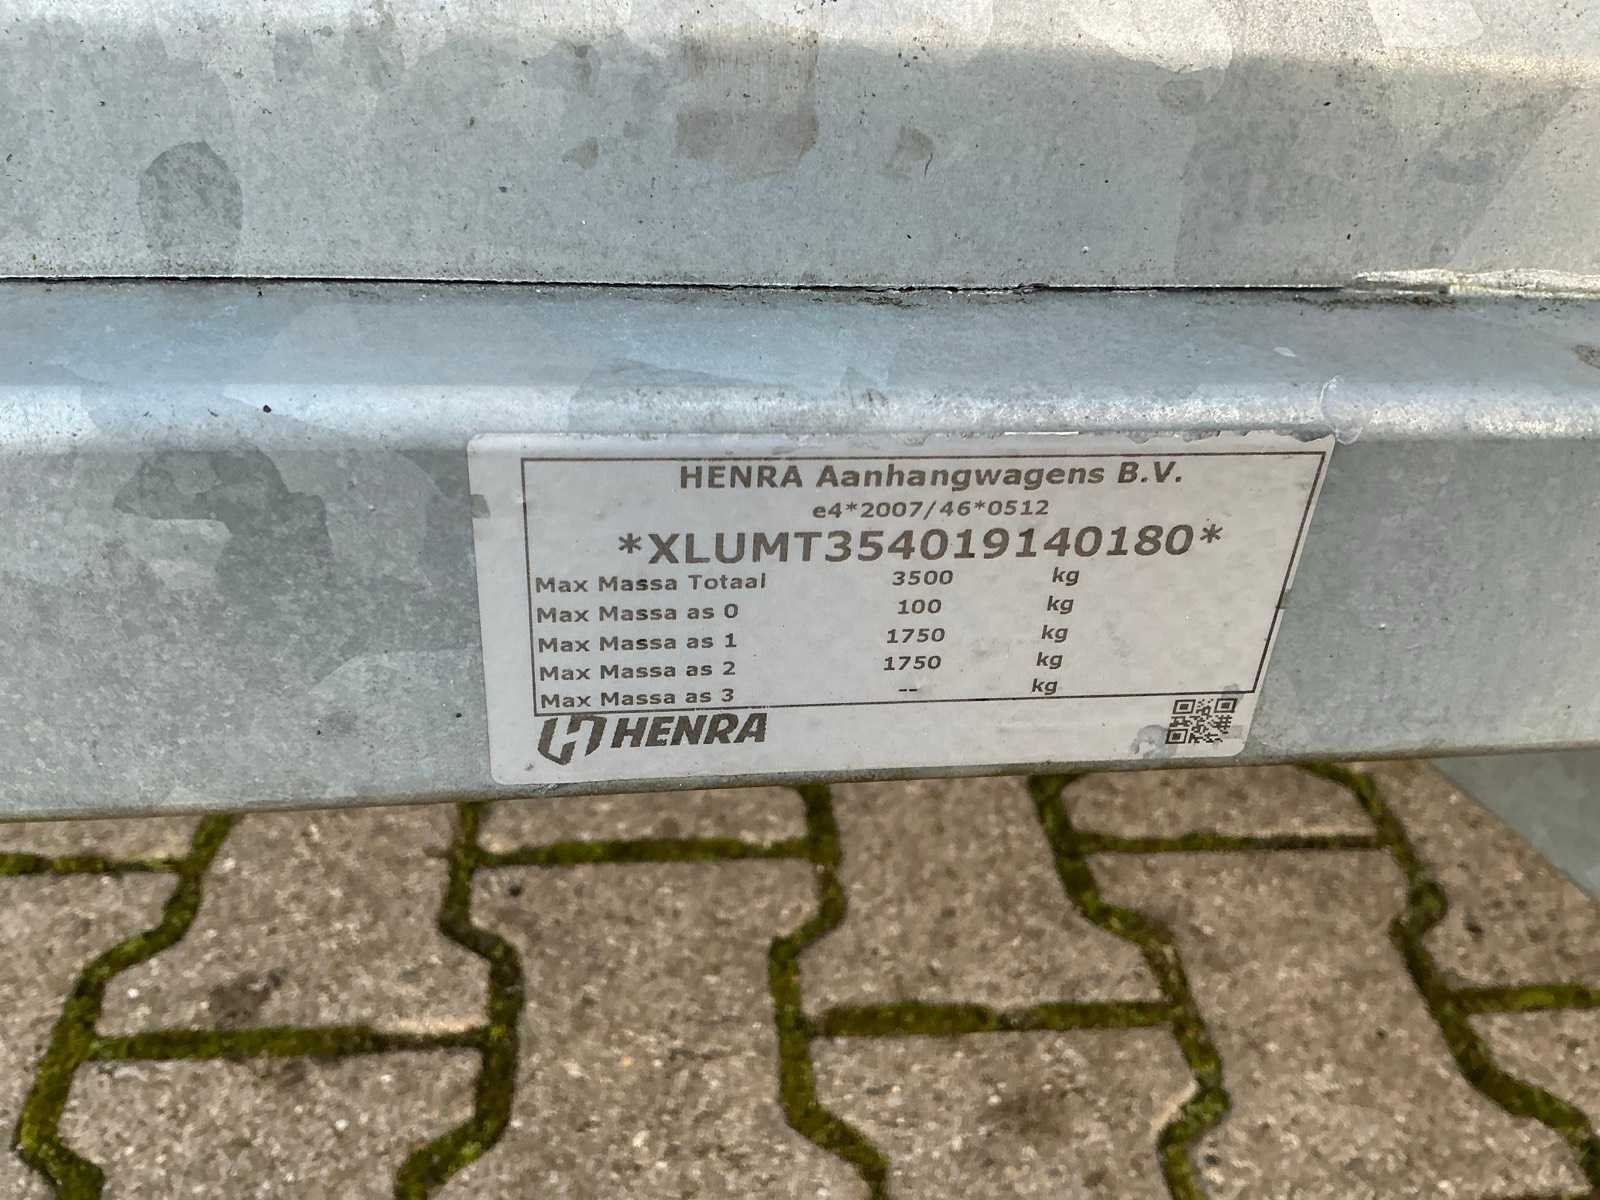 HENRA Aanhangwagens B.V.
e4*2007/46*0512
*XLUMT354019140180*
Max Massa Totaal 3500 kg
Max Massa as 0 100 kg
Max Massa as 1 1750 kg
Max Massa as 2 1750 kg
Max Massa as 3 -- kg
HENRA